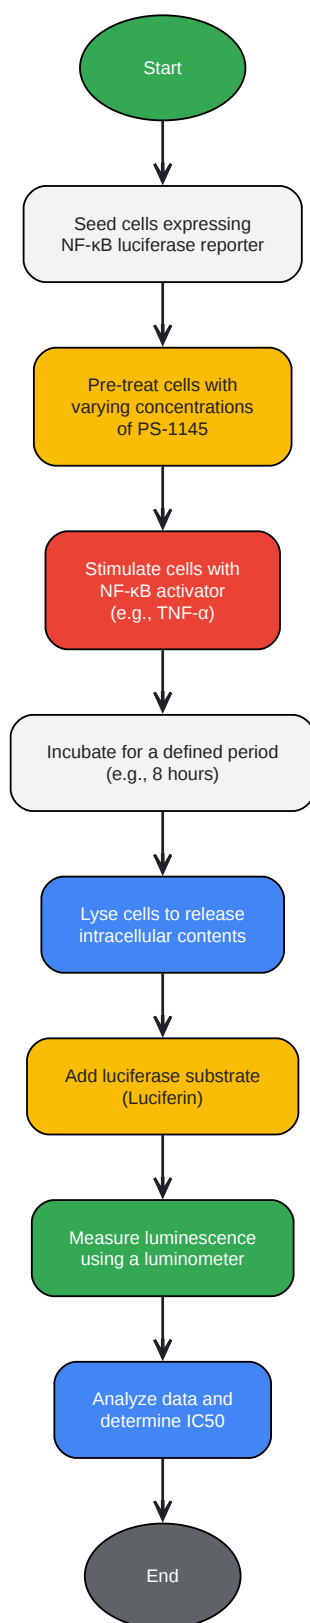 Start
Seed cells expressing
NF-κB luciferase reporter
Pre-treat cells with
varying concentrations
of PS-1145
Stimulate cells with
NF-κB activator
(e.g., TNF-α)
Incubate for a defined period
(e.g., 8 hours)
Lyse cells to release
intracellular contents
Add luciferase substrate
(Luciferin)
Measure luminescence
using a luminometer
Analyze data and
determine IC50
End